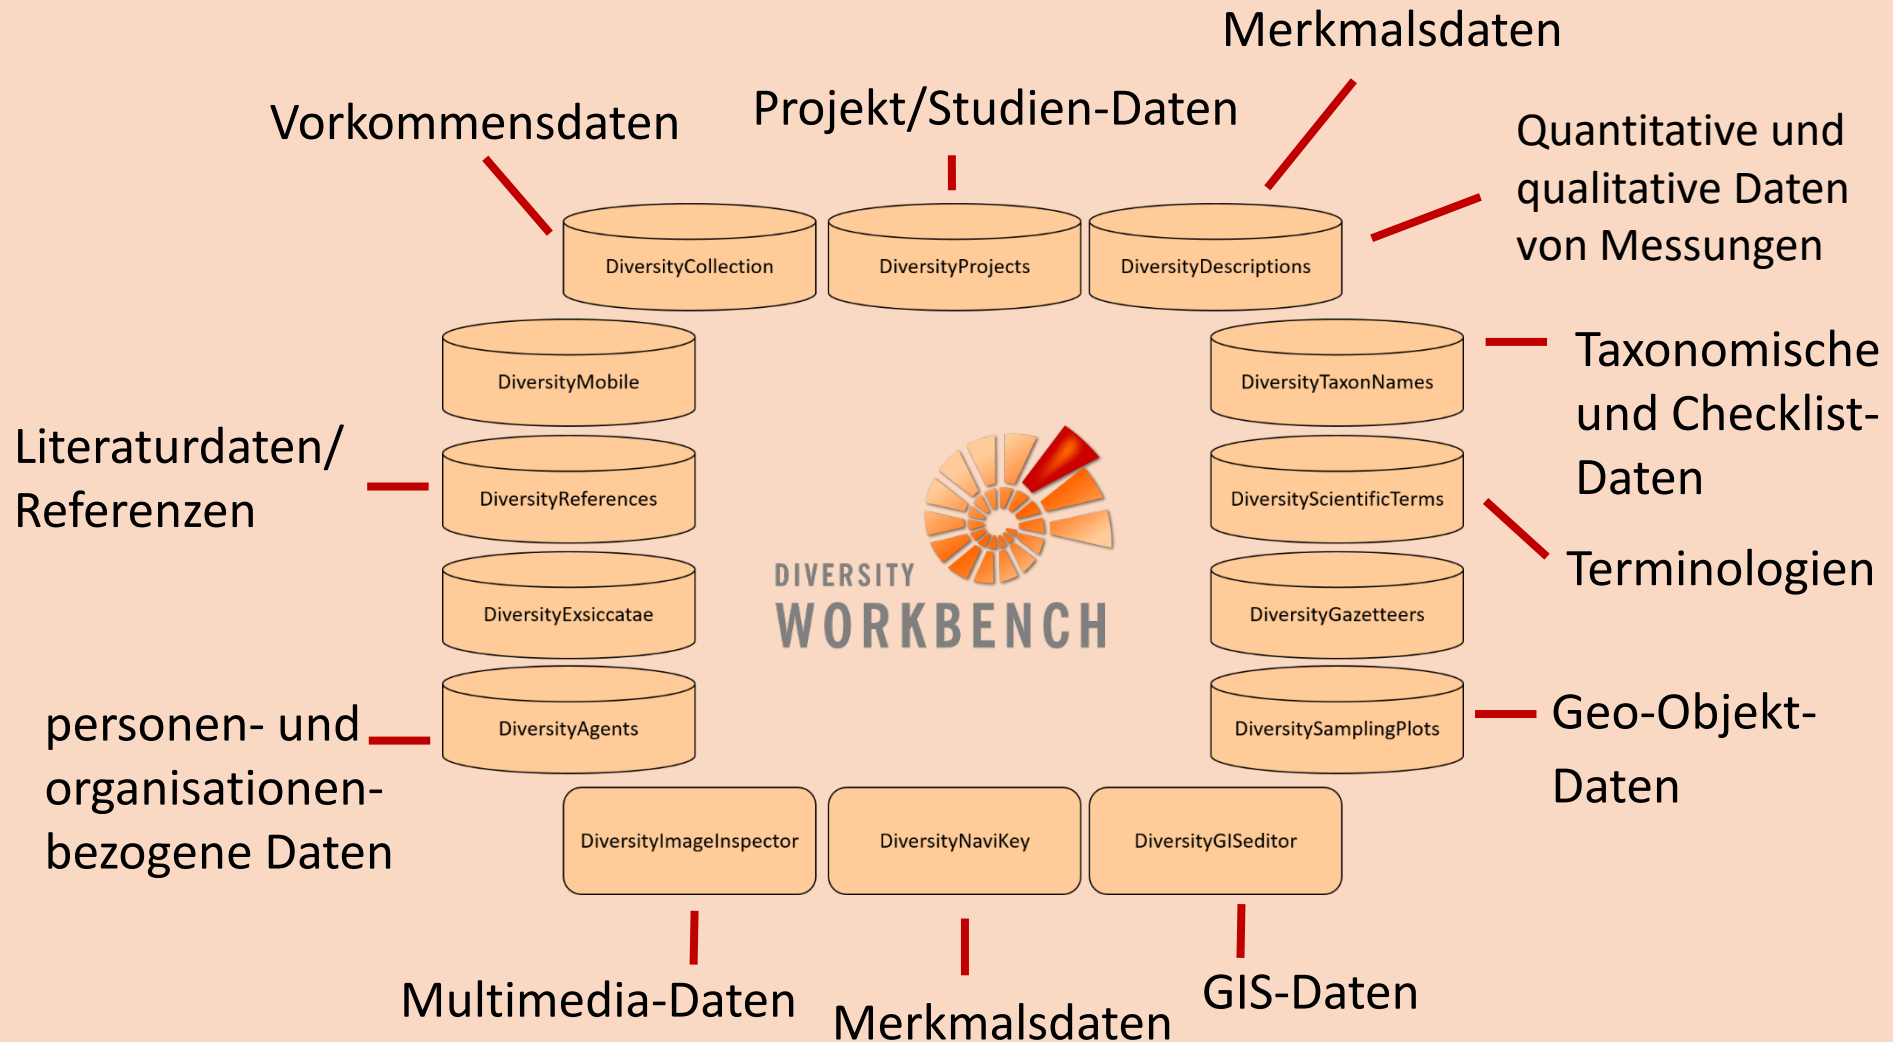 Merkmalsdaten
Projekt/Studien-Daten
Vorkommensdaten
Quantitative und
qualitative Daten
von Messungen
DiversityCollection
DiversityProjects
DiversityDescriptions
DiversityMobile
DiversityTaxonNames
Taxonomische
und Checklist-
Daten
Literaturdaten/
Referenzen
DiversityReferences
DiversityScientificTerms
Terminologien
DIVERSITY
WORKBENCH
DiversityExsiccatae
DiversityGazetteers
personen- und
organisationen-
bezogene Daten
DiversityAgents
DiversitySamplingPlots
Geo-Objekt-
Daten
DiversityImageInspector
DiversityNaviKey
DiversityGISeditor
Multimedia-Daten
Merkmalsdaten
GIS-Daten